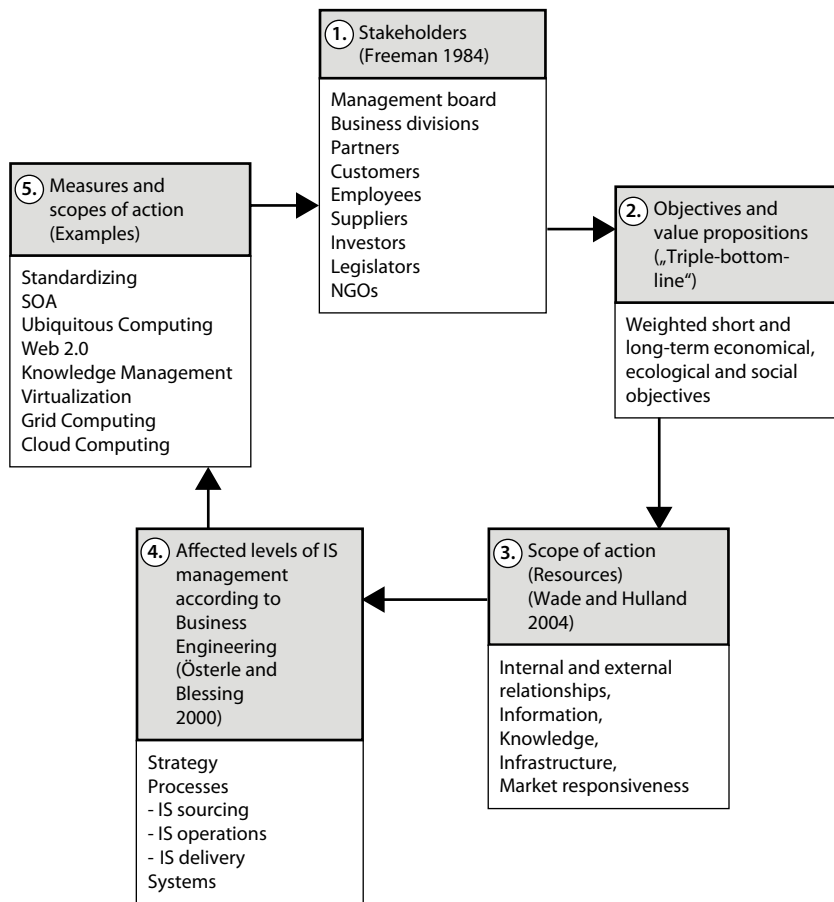 1. Stakeholders
(Freeman 1984)
Management board
Business divisions
Partners
Customers
Employees
Suppliers
Investors
Legislators
NGOs
2. Objectives and
value propositions
(„Triple-bottom-
line“)
Weighted short and
long-term economical,
ecological and social
objectives
3. Scope of action
(Resources)
(Wade and Hulland
2004)
Internal and external
relationships,
Information,
Knowledge,
Infrastructure,
Market responsiveness
4. Affected levels of IS
management
according to
Business
Engineering
(Österle and
Blessing
2000)
Strategy
Processes
- IS sourcing
- IS operations
- IS delivery
Systems
5. Measures and
scopes of action
(Examples)
Standardizing
SOA
Ubiquitous Computing
Web 2.0
Knowledge Management
Virtualization
Grid Computing
Cloud Computing